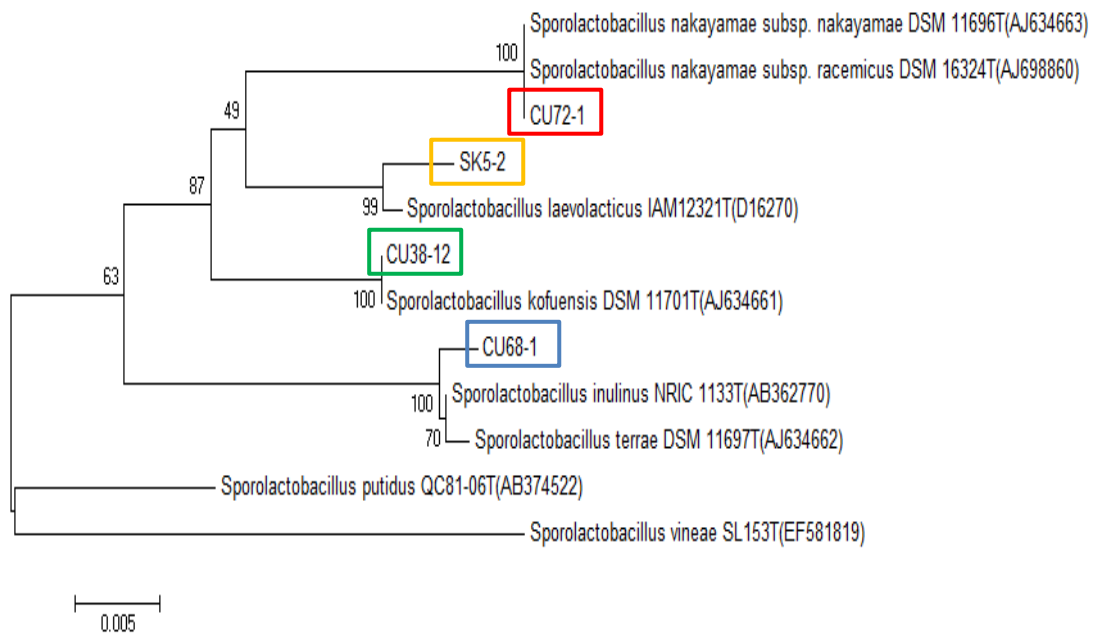 Sporolactobacillus nakayamae subsp. nakayamae DSM 11696T(AJ634663)
100
Sporolactobacillus nakayamae subsp. racemicus DSM 16324T(AJ698860)
49
CU72-1
SK5-2
87
99
Sporolactobacillus laevolacticus IAM12321T(D16270)
CU38-12
63
100
Sporolactobacillus kofuensis DSM 11701T(AJ634661)
CU68-1
Sporolactobacillus inulinus NRIC 1133T(AB362770)
100
70
Sporolactobacillus terrae DSM 11697T(AJ634662)
Sporolactobacillus putidus QC81-06T(AB374522)
Sporolactobacillus vineae SL153T(EF581819)
0.005